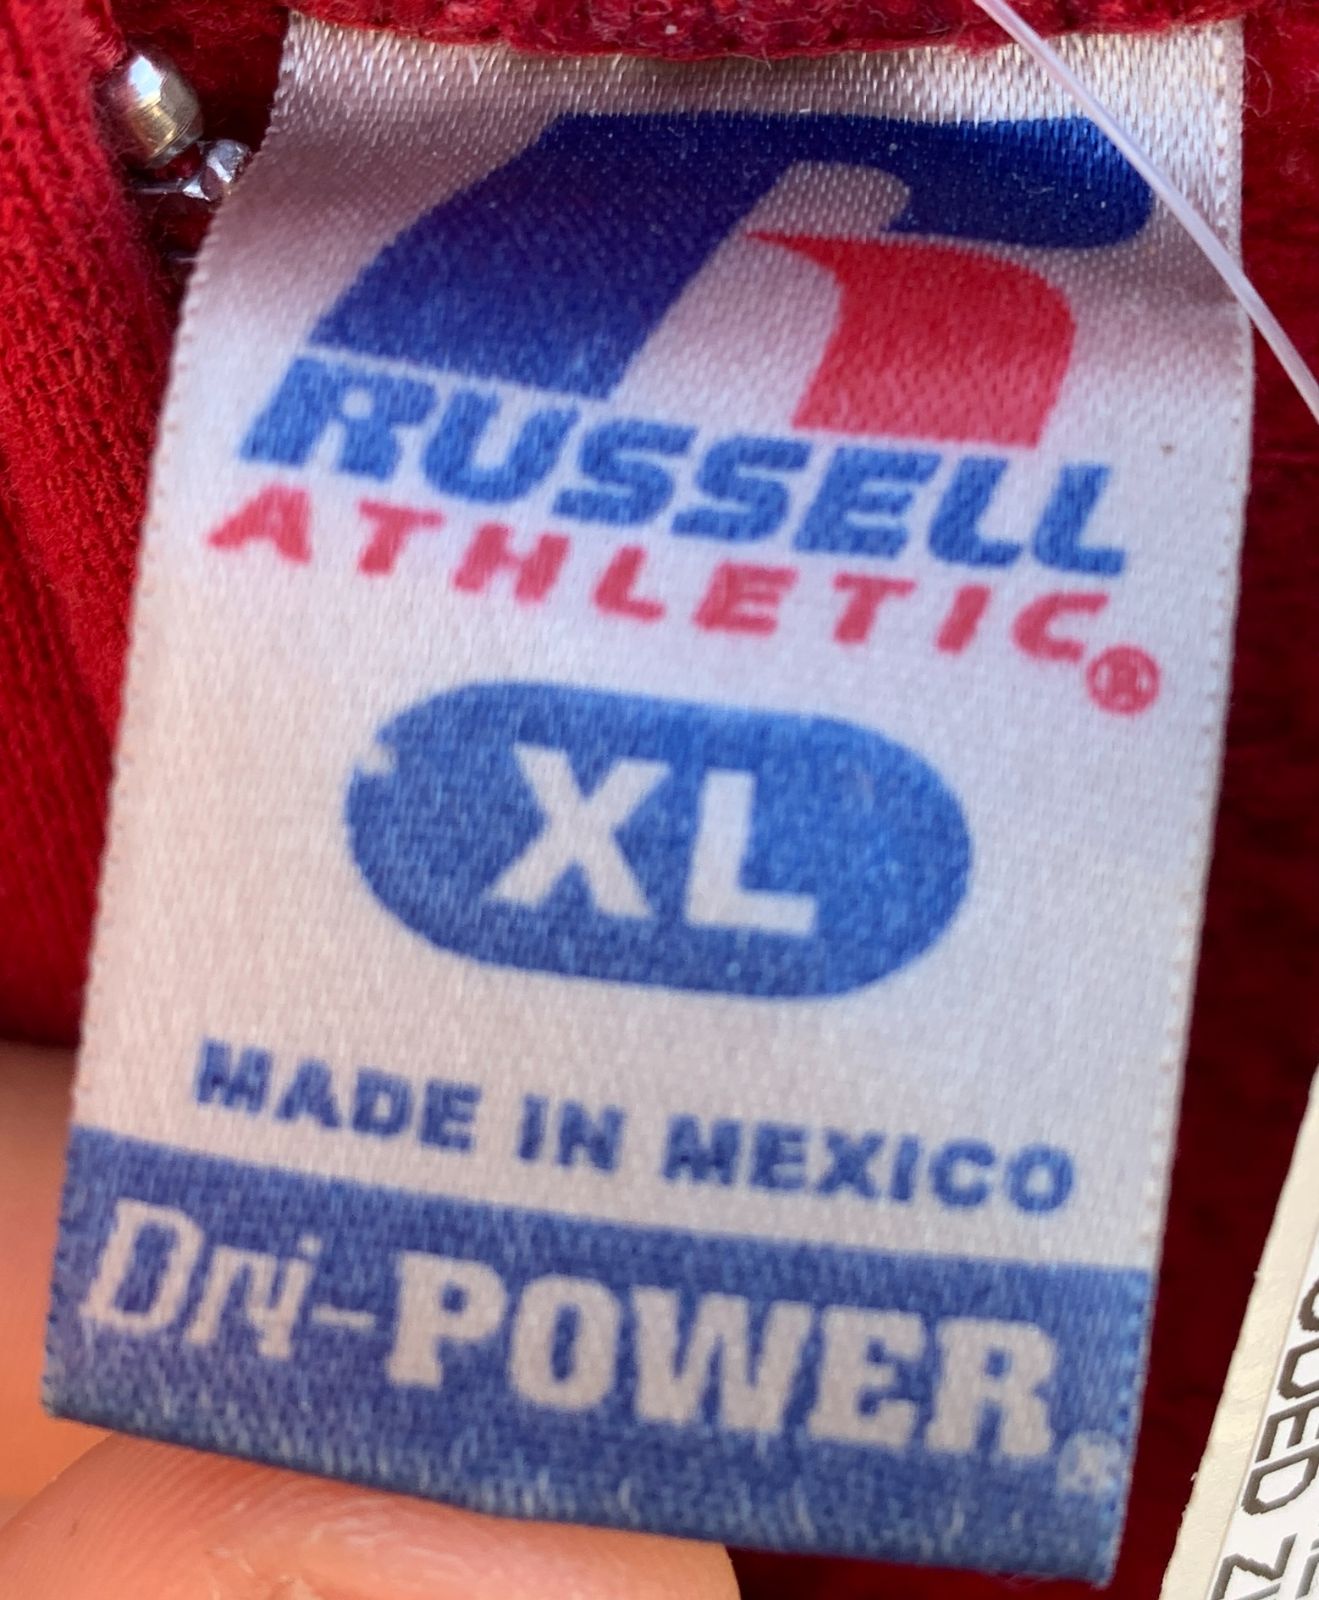 RUSSELL
ATHLETIC®
XL
MADE IN MEXICO
Dri-POWER®